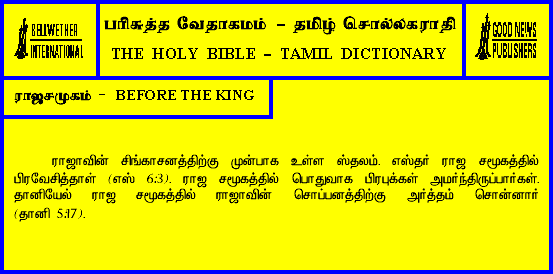 BELLWETHER
INTERNATIONAL
பரிசுத்த வேதாகமம் - தமிழ் சொல்லகராதி
THE HOLY BIBLE - TAMIL DICTIONARY
GOOD NEWS
PUBLISHERS
ராஜசமுகம் - BEFORE THE KING
ராஜாவின் சிங்காசனத்திற்கு முன்பாக உள்ள ஸ்தலம். எஸ்தர் ராஜ சமூகத்தில்
பிரவேசித்தாள் (எஸ் 6:3). ராஜ சமூகத்தில் பொதுவாக பிரபுக்கள் அமர்ந்திருப்பார்கள்.
தானியேல் ராஜ சமூகத்தில் ராஜாவின் சொப்பனத்திற்கு அர்த்தம் சொன்னார்
(தானி 5:17).